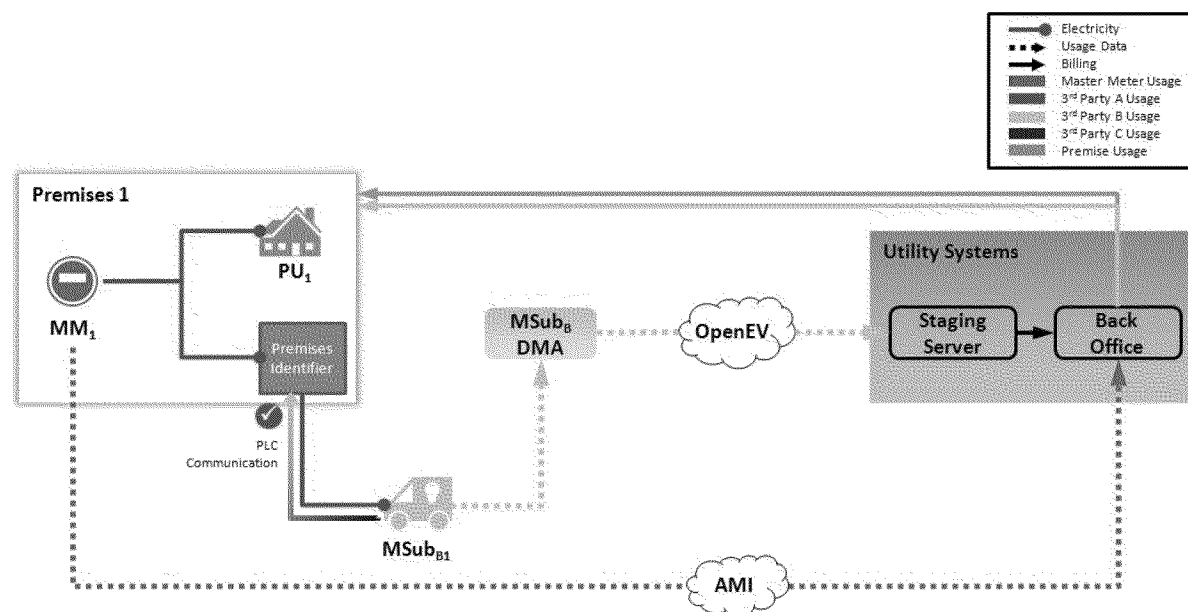 Electricity
Usage Data
Billing
Master Meter Usage
3rd Party A Usage
3rd Party B Usage
3rd Party C Usage
Premise Usage
Premises 1
PU1
MM1
Premises
Identifier
PLC
Communication
MSubB1
MSubB
DMA
OpenEV
Utility Systems
Staging
Server
Back
Office
AMI